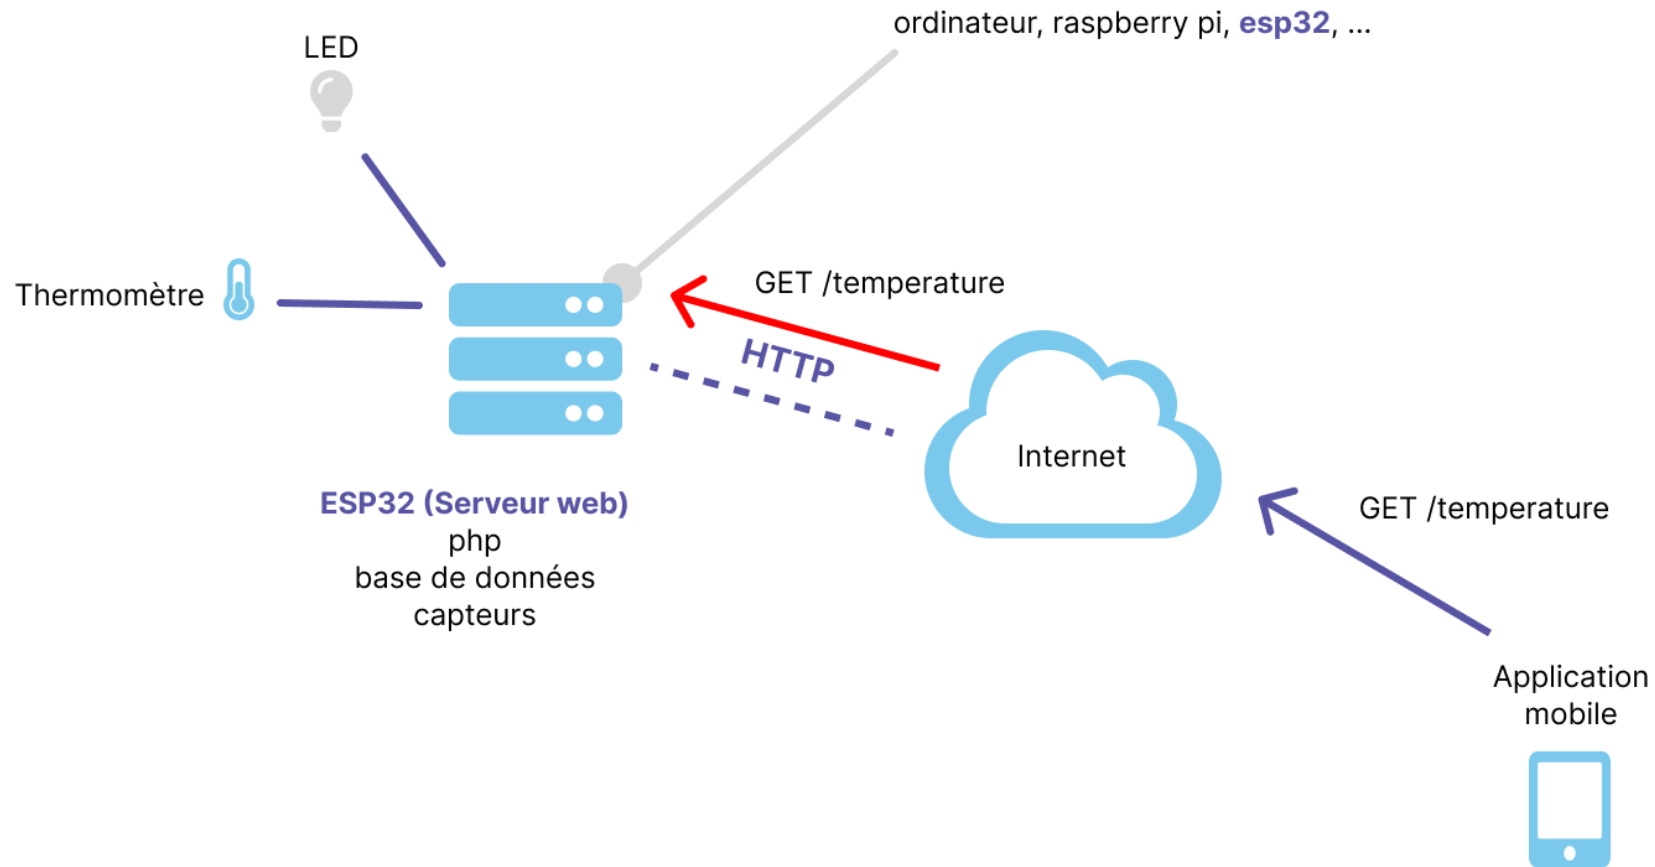 ordinateur, raspberry pi, esp32, ...
LED
Thermomètre
GET /temperature
HTTP
Internet
ESP32 (Serveur web)
php
base de données
capteurs
GET /temperature
Application
mobile